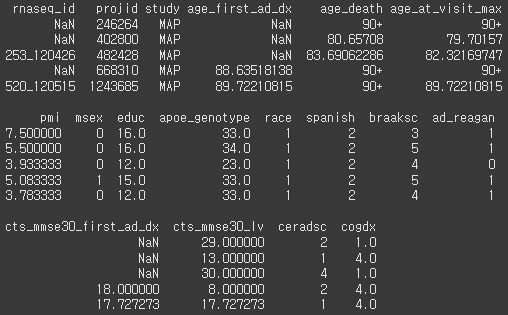 rnaseq_id projid study age_first_ad_dx age_death age_at_visit_max
NaN 246264 MAP NaN 90+ 90+
NaN 402800 MAP NaN 80.65708 79.70157
253_120426 482428 MAP NaN 83.69062286 82.32169747
NaN 668310 MAP 88.63518138 90+ 90+
520_120515 1243685 MAP 89.72210815 90+ 89.72210815
pmi msex educ apoe_genotype race spanish braaksc ad_reagan
7.500000 0 16.0 33.0 1 2 3 1
5.500000 0 16.0 34.0 1 2 5 1
3.933333 0 12.0 23.0 1 2 4 0
5.083333 1 15.0 33.0 1 2 5 1
3.783333 0 12.0 33.0 1 2 4 1
cts_mmse30_first_ad_dx cts_mmse30_lv ceradsc cogdx
NaN 29.000000 2 1.0
NaN 13.000000 1 4.0
NaN 30.000000 4 1.0
18.000000 8.000000 2 4.0
17.727273 17.727273 1 4.0